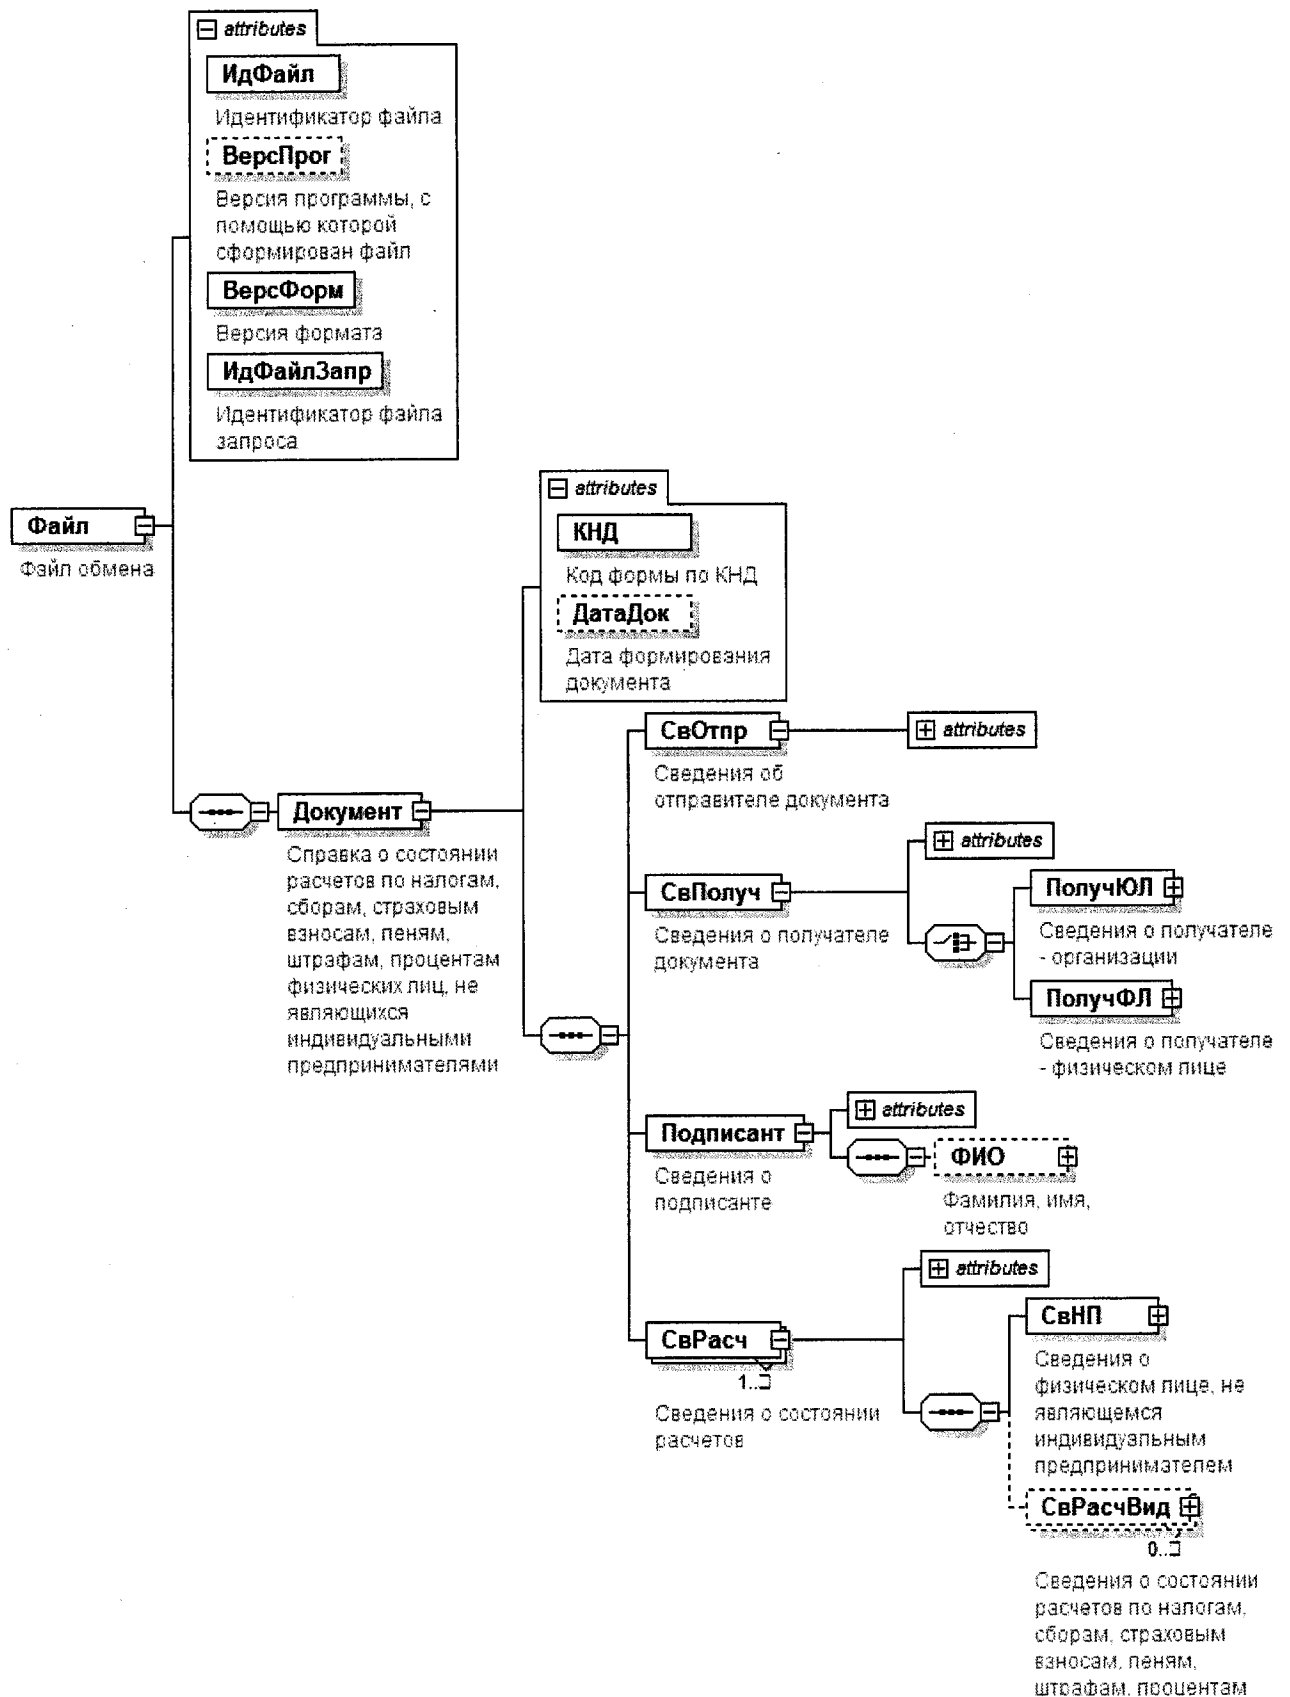 attributes
ИдФайл
Идентификатор файла
ВерсПрог
Версия программы, с
помощью которой
сформирован файл
ВерсФорм
Версия формата
ИдФайлЗапр
Идентификатор файла
запроса
Файл
Файл обмена
attributes
КНД
Код формы по КНД
ДатаДок
Дата формирования
документа
Документ
Справка о состоянии
расчетов по налогам,
сборам, страховым
взносам, пеням,
штрафам, процентам
физических лиц, не
являющихся
индивидуальными
предпринимателями
СвОтпр
attributes
Сведения об
отправителе документа
СвПолуч
attributes
Сведения о получателе
документа
ПолучЮЛ
Сведения о получателе
- организации
ПолучФЛ
Сведения о получателе
- физическом лице
Подписант
attributes
Сведения о
подписанте
ФИО
Фамилия, имя,
отчество
СвРасч
1..
Сведения о состоянии
расчетов
attributes
СвНП
Сведения о
физическом лице, не
являющемся
индивидуальным
предпринимателем
СвРасчВид
0..
Сведения о состоянии
расчетов по налогам,
сборам, страховым
взносам, пеням,
штрафам, процентам